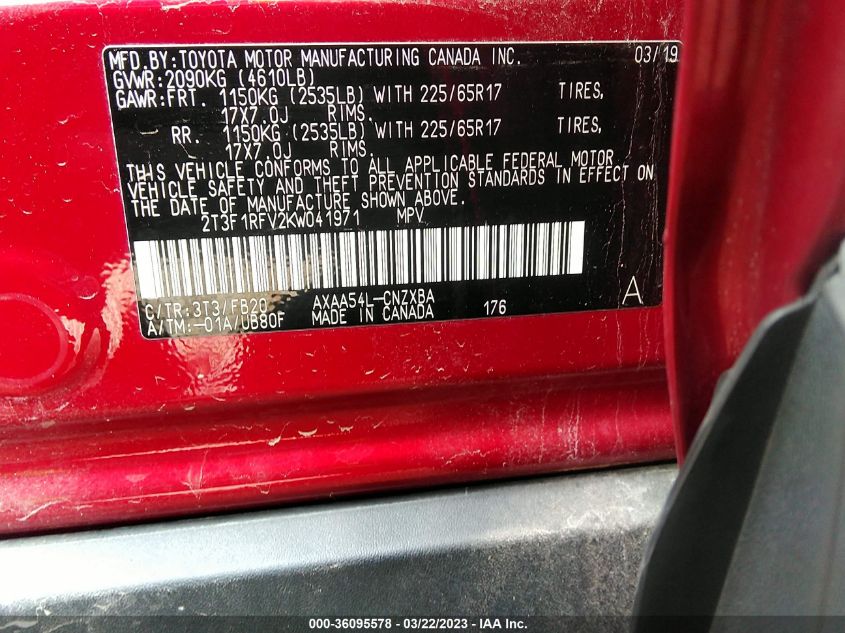 MFD.BY:TOYOTA MOTOR MANUFACTURING CANADA INC. 03/19
GVWR:2090KG (4610LB)
GAWR:FRT. 1150KG (2535LB) WITH 225/65R17 TIRES,
17X7.0J RIMS,
RR. 1150KG (2535LB) WITH 225/65R17 TIRES,
17X7.0J RIMS
THIS VEHICLE CONFORMS TO ALL APPLICABLE FEDERAL MOTOR
VEHICLE SAFETY AND THEFT PREVENTION STANDARDS IN EFFECT ON
THE DATE OF MANUFACTURE SHOWN ABOVE.
2T3F1RFV2KW041971 MPV
C/TR:3T3/FB20 AXAA54L-CNZXBA 176 A
A/TM:-01A/UB80F MADE IN CANADA
000-36095578 - 03/22/2023 - IAA Inc.